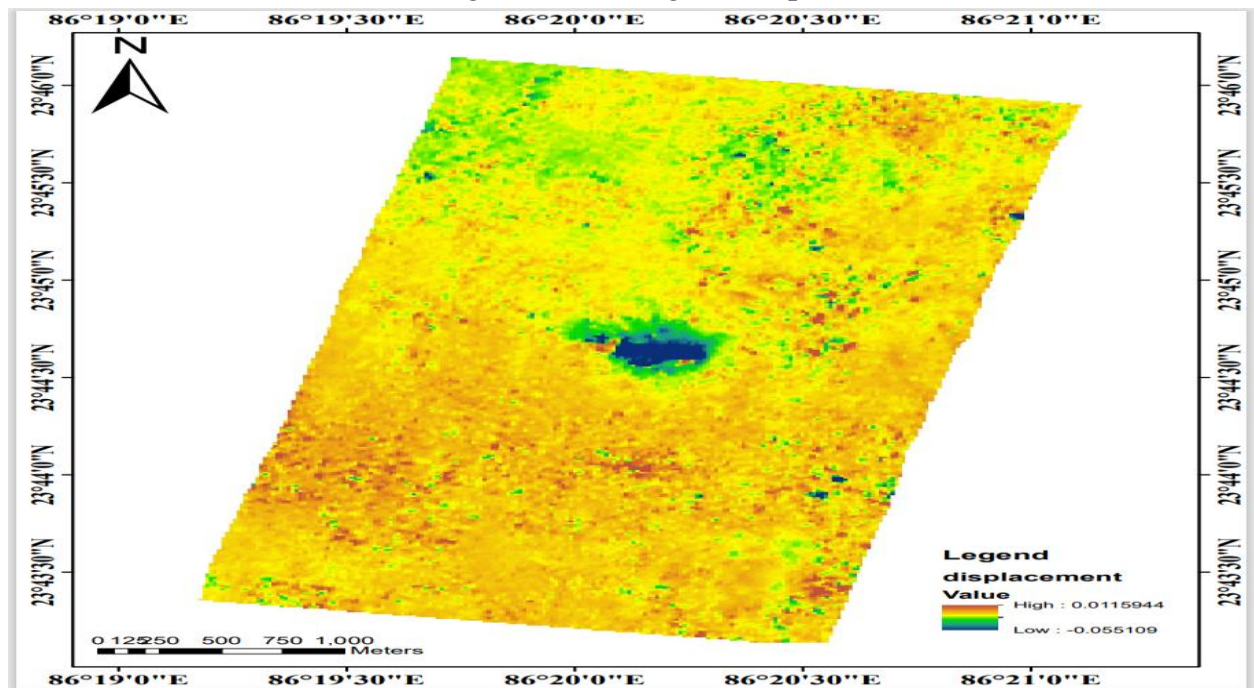 86°19'0"E 86°19'30"E 86°20'0"E 86°20'30"E 86°21'0"E
N
23°46'0"N 23°46'0"N
23°45'30"N 23°45'30"N
23°45'0"N 23°45'0"N
23°44'30"N 23°44'30"N
23°44'0"N 23°44'0"N
23°43'30"N 23°43'30"N
Legend
displacement
Value
High : 0.0115944
Low : -0.055109
0 125250 500 750 1,000
Meters
86°19'0"E 86°19'30"E 86°20'0"E 86°20'30"E 86°21'0"E